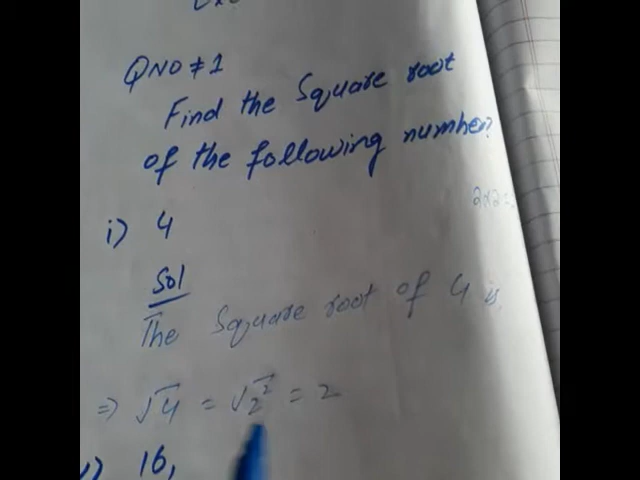 QNO #1
Find the Square root
of the following number?
i) 4
Sol
The Square root of 4 is
⇒ √4 = √2² = 2
16,